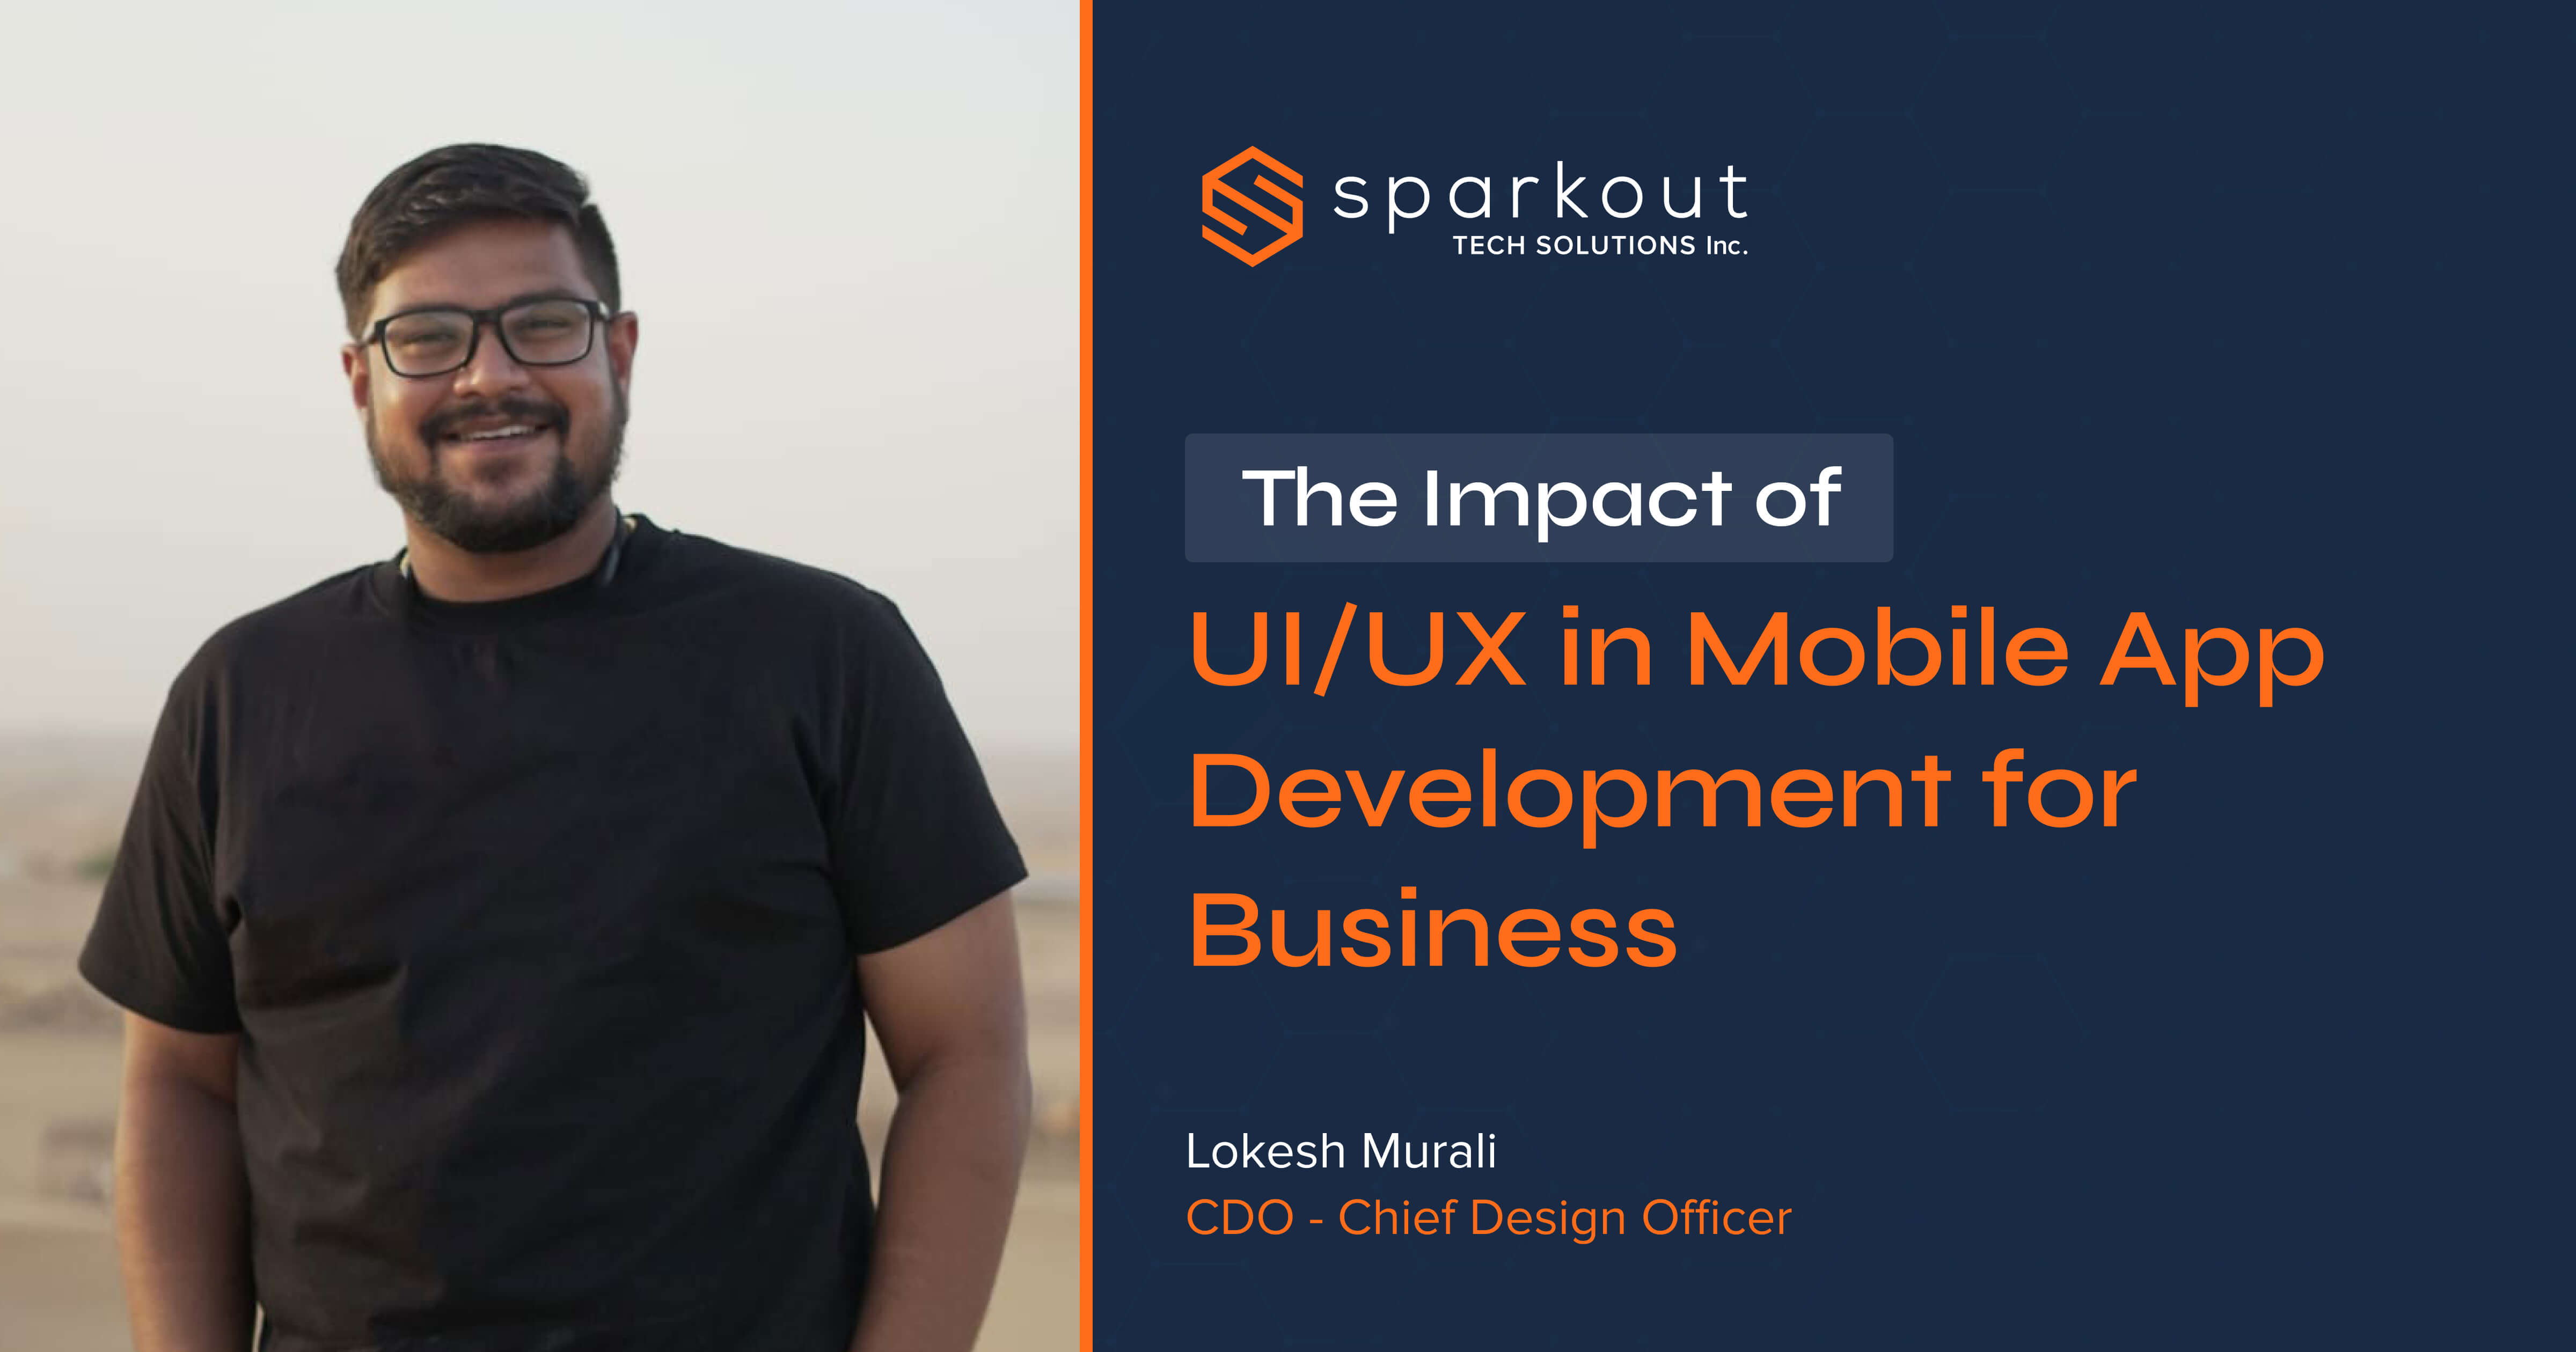 sparkout
TECH SOLUTIONS Inc.
The Impact of
UI/UX in Mobile App
Development for
Business
Lokesh Murali
CDO - Chief Design Officer